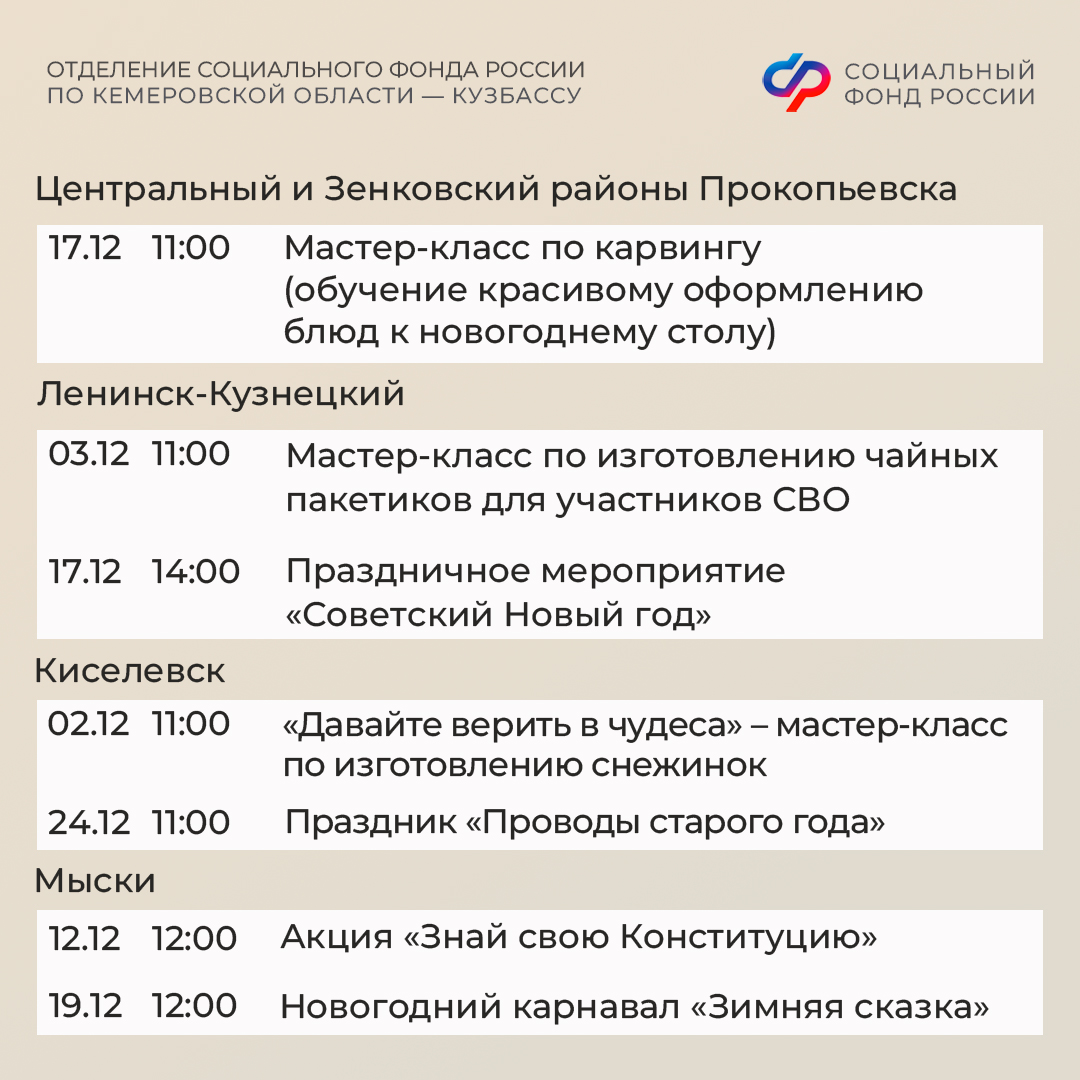 ОТДЕЛЕНИЕ СОЦИАЛЬНОГО ФОНДА РОССИИ
ПО КЕМЕРОВСКОЙ ОБЛАСТИ — КУЗБАССУ
СОЦИАЛЬНЫЙ
ФОНД РОССИИ
Центральный и Зенковский районы Прокопьевска
17.12 11:00 Мастер-класс по карвингу
(обучение красивому оформлению
блюд к новогоднему столу)
Ленинск-Кузнецкий
03.12 11:00 Мастер-класс по изготовлению чайных
пакетиков для участников СВО
17.12 14:00 Праздничное мероприятие
«Советский Новый год»
Киселевск
02.12 11:00 «Давайте верить в чудеса» – мастер-класс
по изготовлению снежинок
24.12 11:00 Праздник «Проводы старого года»
Мыски
12.12 12:00 Акция «Знай свою Конституцию»
19.12 12:00 Новогодний карнавал «Зимняя сказка»